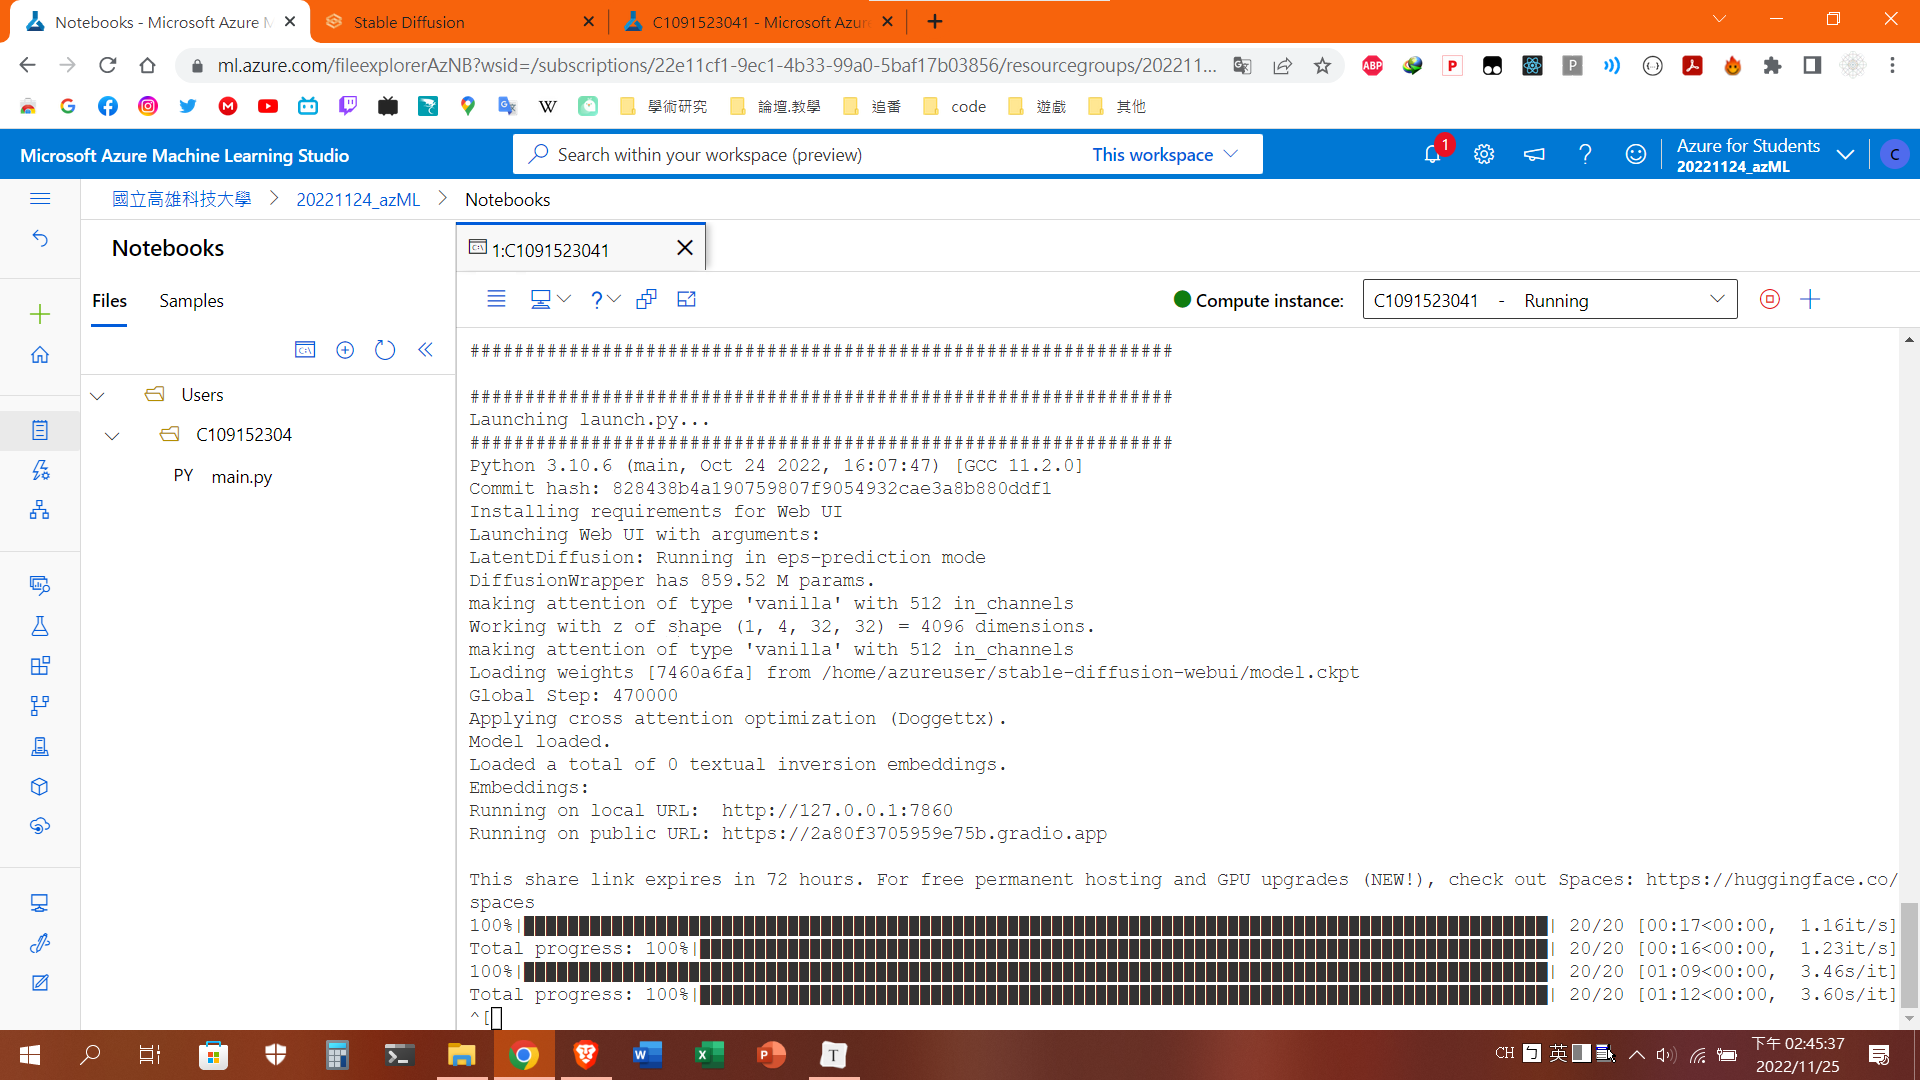 Notebooks - Microsoft Azure M
Stable Diffusion
C1091523041 - Microsoft Azure
ml.azure.com/fileexplorerAzNB?wsid=/subscriptions/22e11cf1-9ec1-4b33-99a0-5baf17b03856/resourcegroups/202211...
學術研究
論壇.教學
追番
code
遊戲
其他
Microsoft Azure Machine Learning Studio
Search within your workspace (preview)
This workspace
1
Azure for Students
20221124_azML
C
國立高雄科技大學 > 20221124_azML > Notebooks
Notebooks
1:C1091523041
Files
Samples
Compute instance:
C1091523041 - Running
Users
C109152304
PY main.py
################################################################
################################################################
Launching launch.py...
################################################################
Python 3.10.6 (main, Oct 24 2022, 16:07:47) [GCC 11.2.0]
Commit hash: 828438b4a190759807f9054932cae3a8b880ddf1
Installing requirements for Web UI
Launching Web UI with arguments:
LatentDiffusion: Running in eps-prediction mode
DiffusionWrapper has 859.52 M params.
making attention of type 'vanilla' with 512 in_channels
Working with z of shape (1, 4, 32, 32) = 4096 dimensions.
making attention of type 'vanilla' with 512 in_channels
Loading weights [7460a6fa] from /home/azureuser/stable-diffusion-webui/model.ckpt
Global Step: 470000
Applying cross attention optimization (Doggettx).
Model loaded.
Loaded a total of 0 textual inversion embeddings.
Embeddings:
Running on local URL:  http://127.0.0.1:7860
Running on public URL: https://2a80f3705959e75b.gradio.app
This share link expires in 72 hours. For free permanent hosting and GPU upgrades (NEW!), check out Spaces: https://huggingface.co/
spaces
100%| | 20/20 [00:17<00:00,  1.16it/s]
Total progress: 100%| | 20/20 [00:16<00:00,  1.23it/s]
100%| | 20/20 [01:09<00:00,  3.46s/it]
Total progress: 100%| | 20/20 [01:12<00:00,  3.60s/it]
^[
CH
英
下午 02:45:37
2022/11/25